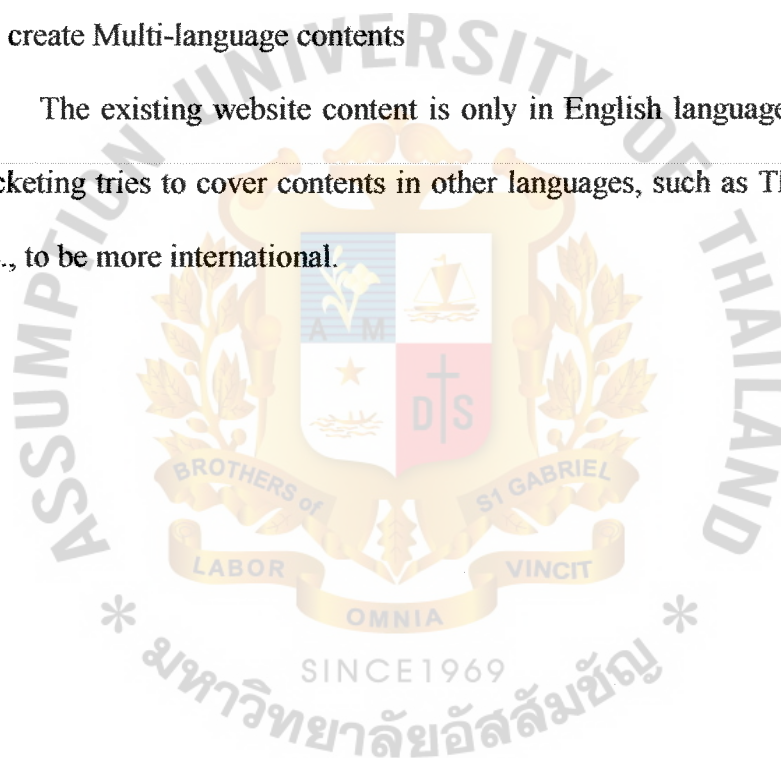 create Multi-language contents
The existing website content is only in English language
cketing tries to cover contents in other languages, such as
., to be more international.
ASSUMPTION UNIVERSITY OF THAILAND
A M
D S
BROTHERS of ST GABRIEL
LABOR
VINCIT
OMNIA
SINCE1969
มหาวิทยาลัยอัสสัมชัญ